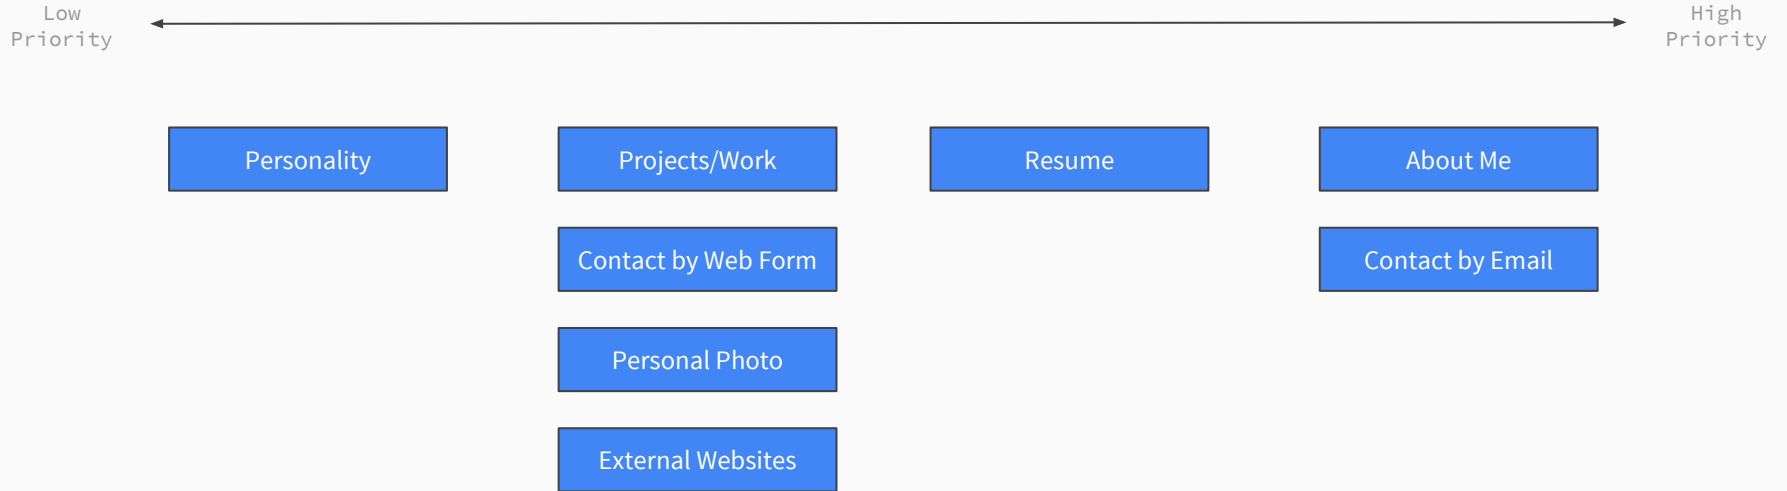 Low
Priority
High
Priority
Personality
Projects/Work
Resume
About Me
Contact by Web Form
Contact by Email
Personal Photo
External Websites